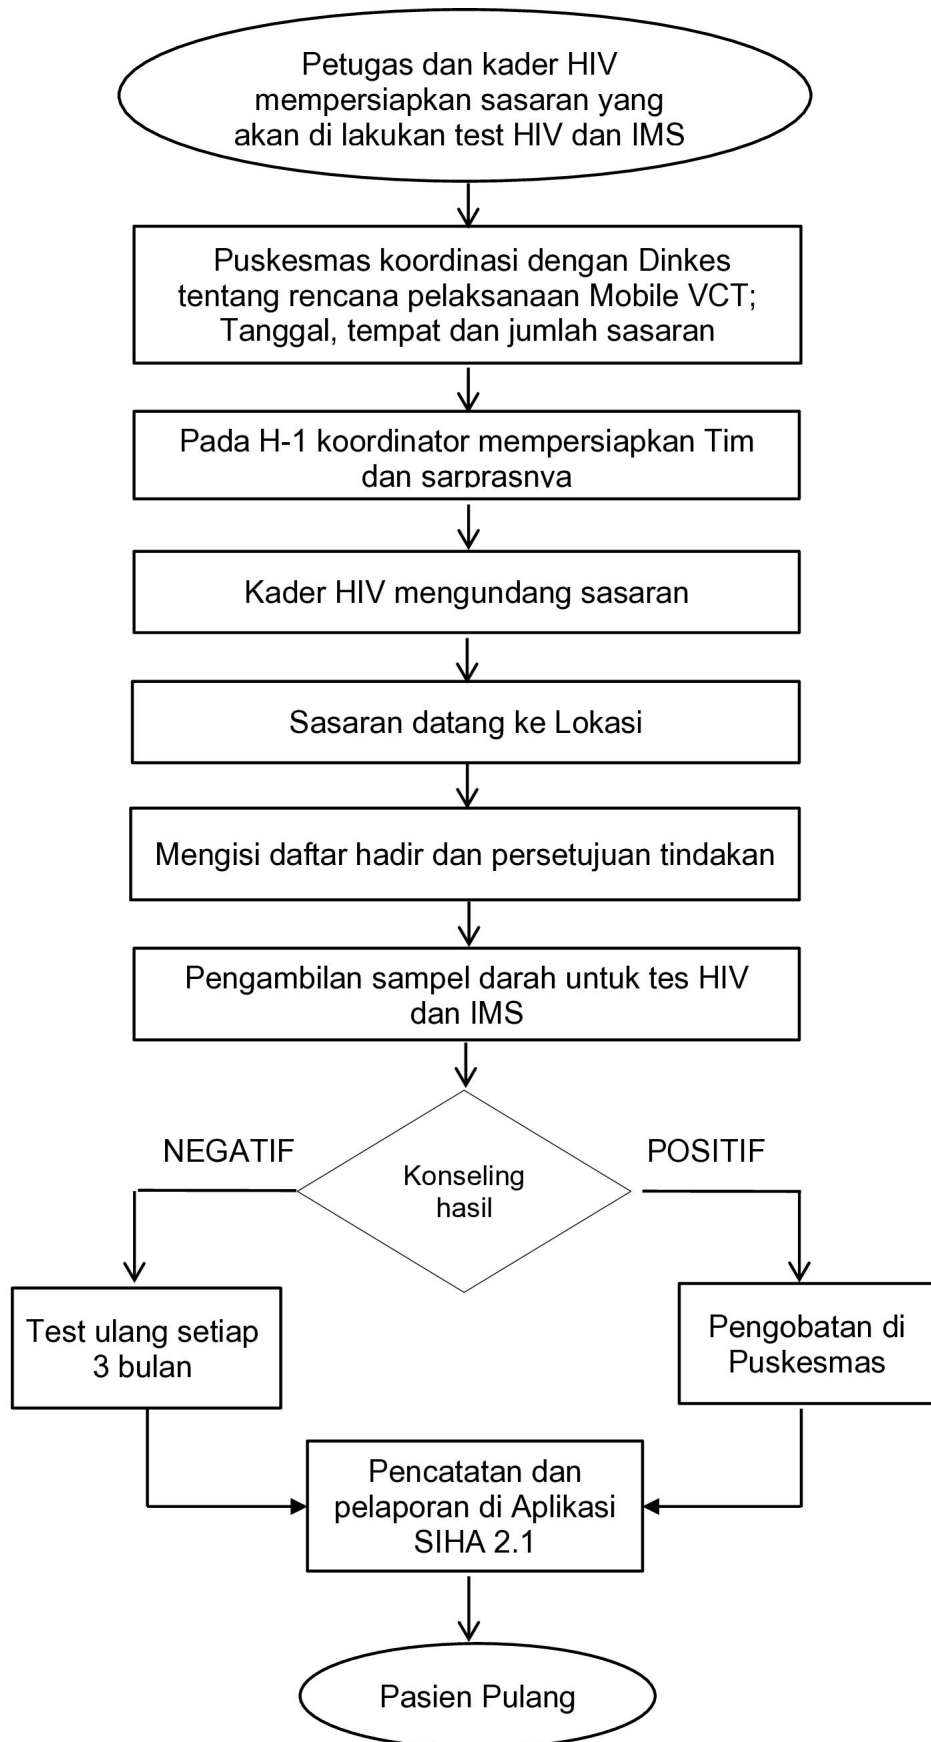 Petugas dan kader HIV
mempersiapkan sasaran yang
akan di lakukan test HIV dan IMS
Puskesmas koordinasi dengan Dinkes
tentang rencana pelaksanaan Mobile VCT;
Tanggal, tempat dan jumlah sasaran
Pada H-1 koordinator mempersiapkan Tim
dan sarprasnya
Kader HIV mengundang sasaran
Sasaran datang ke Lokasi
Mengisi daftar hadir dan persetujuan tindakan
Pengambilan sampel darah untuk tes HIV
dan IMS
NEGATIF
POSITIF
Konseling
hasil
Test ulang setiap
3 bulan
Pengobatan di
Puskesmas
Pencatatan dan
pelaporan di Aplikasi
SIHA 2.1
Pasien Pulang